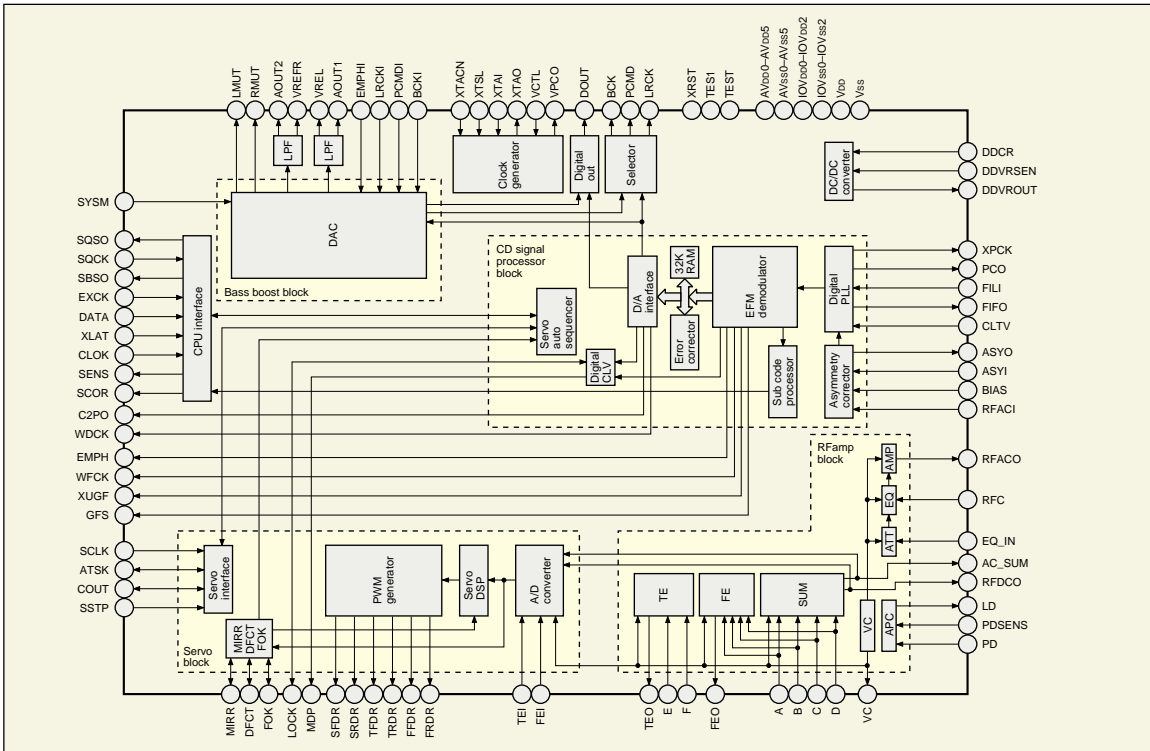 LMUT
RMUT
AOUT2
VREFR
VREL
AOUT1
EMPHI
LRCKI
PCMDI
BCKI
XTACN
XTSL
XTAI
XTAO
VCTL
VPCO
DOUT
BCK
PCMD
LRCK
XRST
TES1
TEST
AVDD0–AVDD5
AVSS0–AVSS5
IOVDD0–IOVDD2
IOVSS0–IOVSS2
VDD
VSS
LPF
LPF
Clock
generator
Digital
out
Selector
DC/DC
converter
DDCR
DDVRSEN
DDVROUT
SYSM
SQSO
SQCK
SBSO
EXCK
DATA
XLAT
CLOK
SENS
SCOR
C2PO
WDCK
EMPH
WFCK
XUGF
GFS
SCLK
ATSK
COUT
SSTP
DAC
Bass boost block
CPU interface
CD signal
processor
block
Servo
auto
sequencer
D/A
interface
32K
RAM
Error
corrector
EFM
demodulator
Digital
PLL
Digital
CLV
Sub code
processor
Asymmetry
corrector
XPCK
PCO
FILI
FIFO
CLTV
ASYO
ASYI
BIAS
RFACI
RFACO
RFC
EQ_IN
AC_SUM
RFDCO
LD
PDSENS
PD
RFamp
block
AMP
EQ
ATT
VC
APC
Servo
interface
MIRR
DFCT
FOK
Servo
block
PWM
generator
Servo
DSP
A/D
converter
TE
FE
SUM
MIRR
DFCT
FOK
LOCK
MDP
SFDR
SRDR
TFDR
TRDR
FFDR
FRDR
TEI
FEI
TEO
E
F
FEO
A
B
C
D
VC